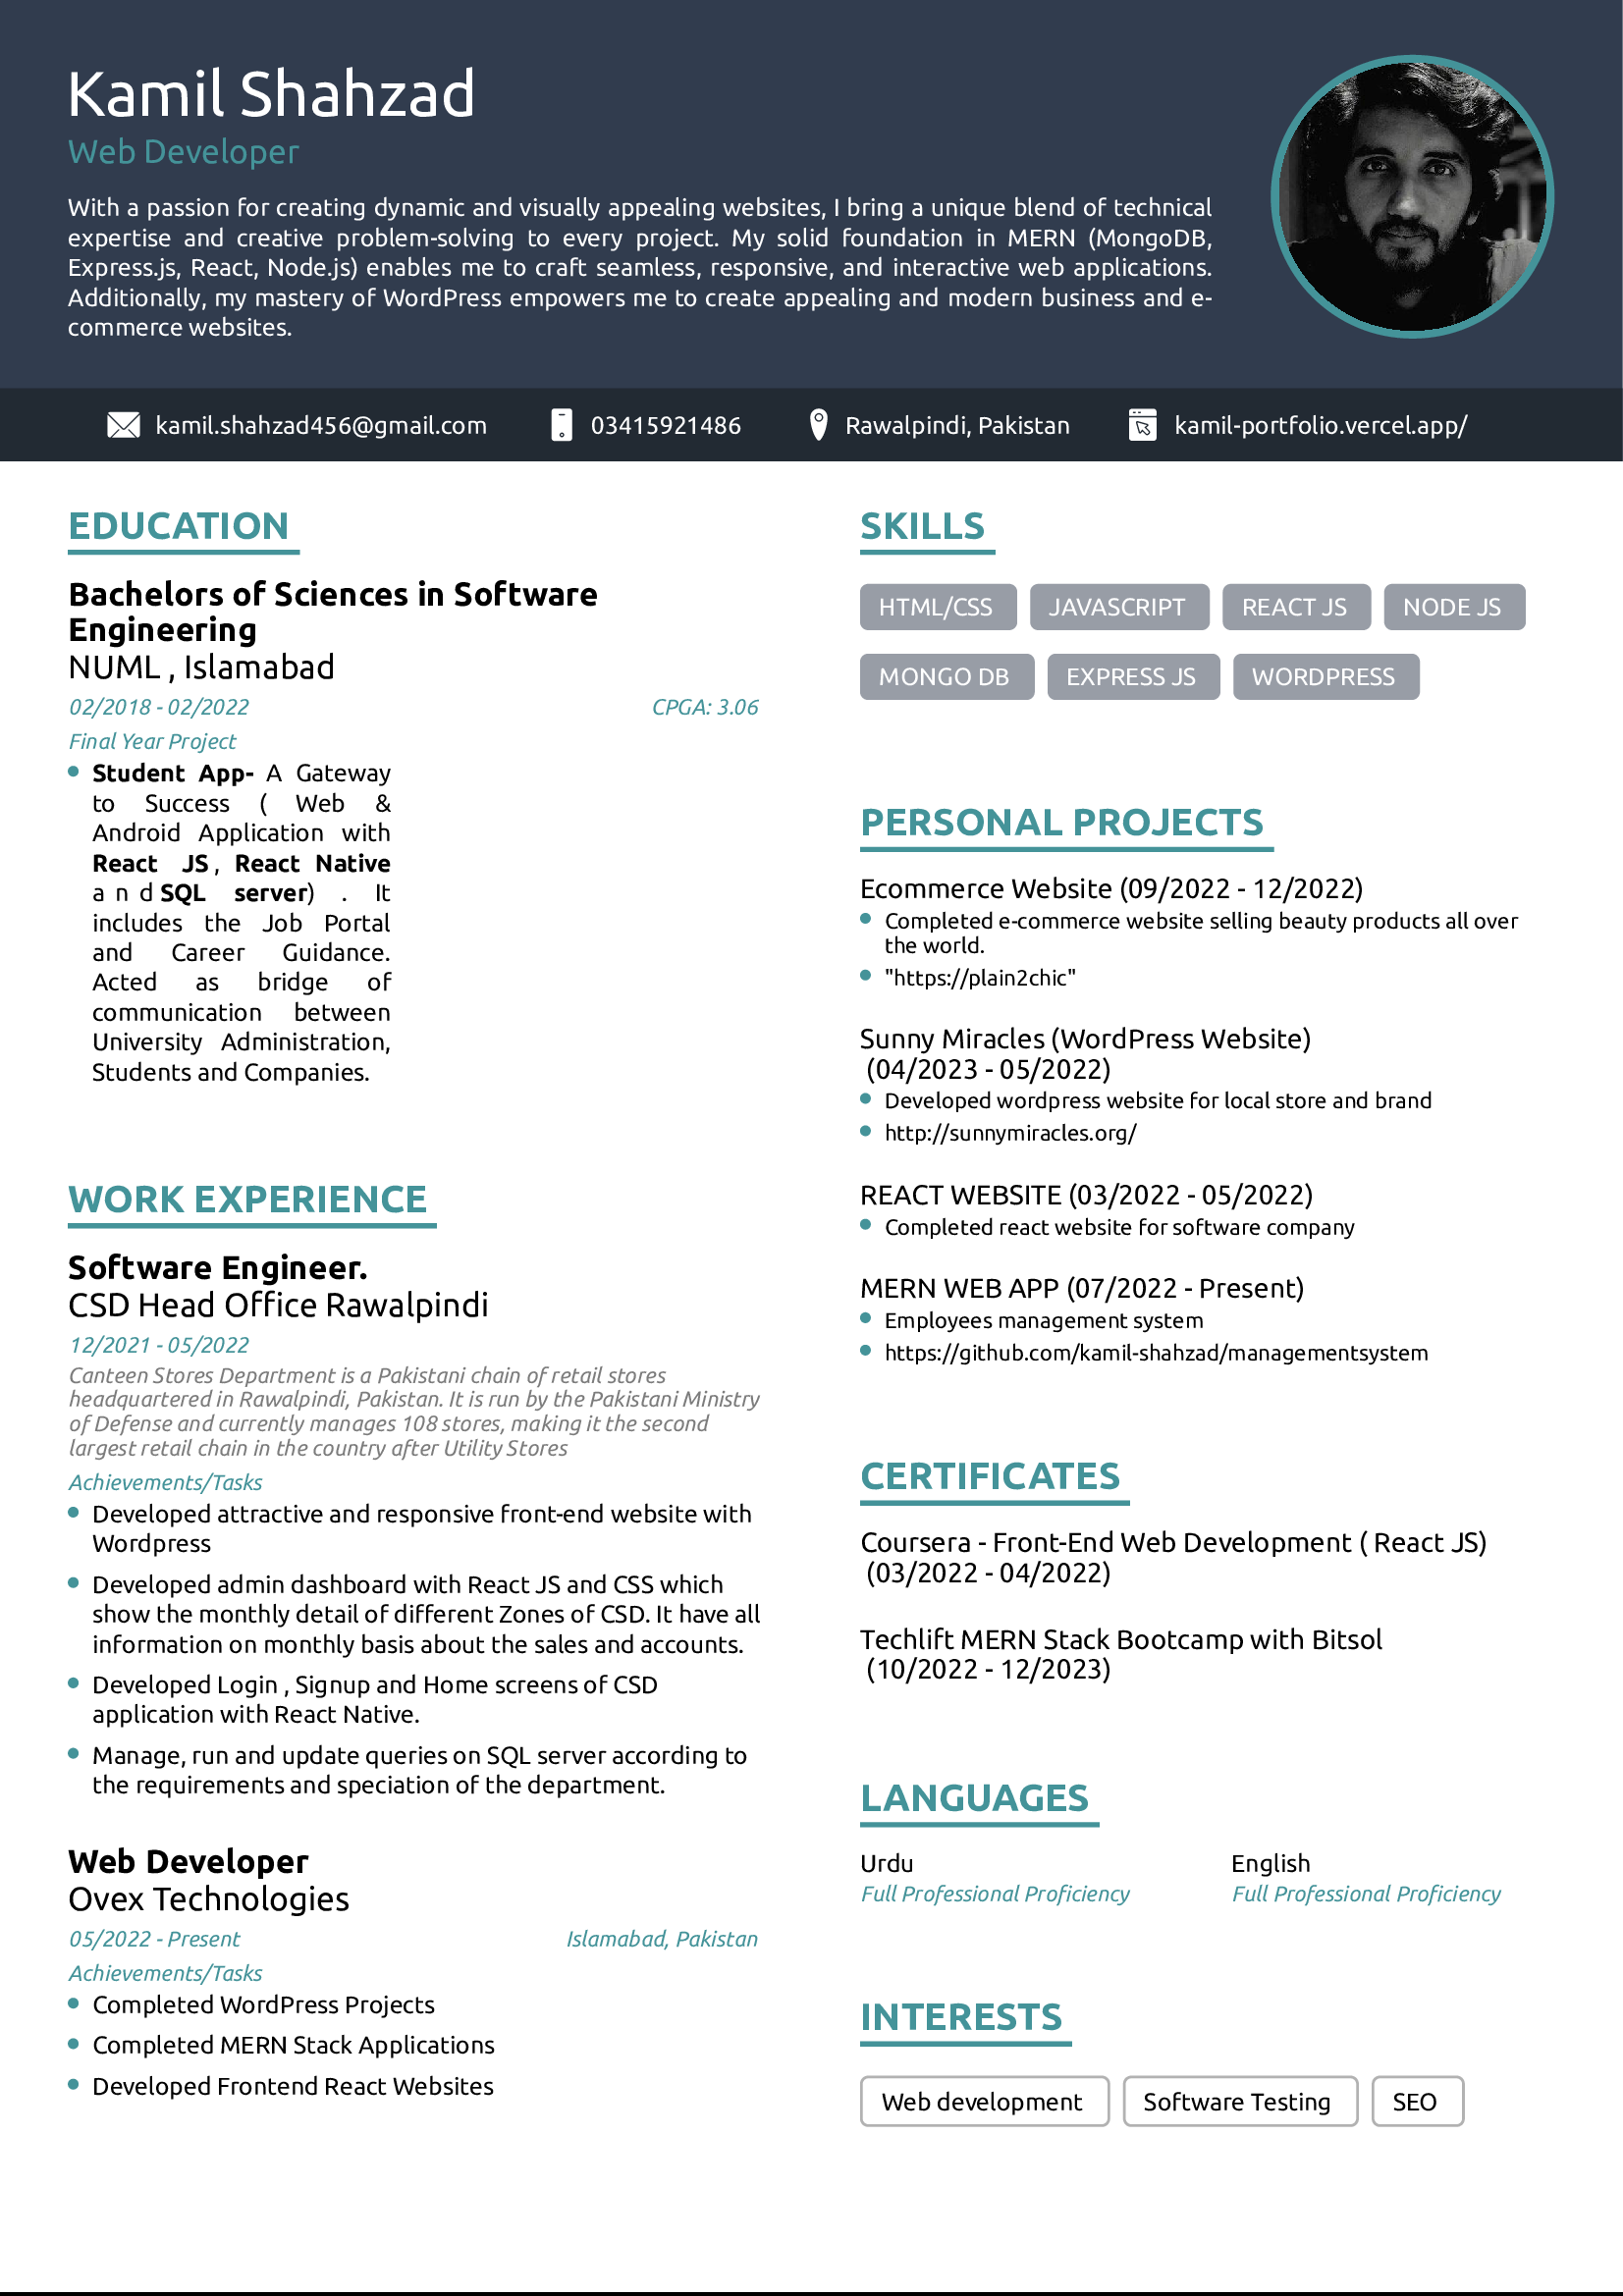 Kamil Shahzad
Web Developer
With a passion for creating dynamic and visually appealing websites, I bring a unique blend of technical
expertise and creative problem-solving to every project. My solid foundation in MERN (MongoDB,
Express.js, React, Node.js) enables me to craft seamless, responsive, and interactive web applications.
Additionally, my mastery of WordPress empowers me to create appealing and modern business and e-
commerce websites.
kamil.shahzad456@gmail.com 03415921486 Rawalpindi, Pakistan kamil-portfolio.vercel.app/
EDUCATION
Bachelors of Sciences in Software
Engineering
NUML , Islamabad
02/2018 - 02/2022 CPGA: 3.06
Final Year Project
Student App- A Gateway
to Success ( Web &
Android Application with
React JS, React Native
and SQL server) . It
includes the Job Portal
and Career Guidance.
Acted as bridge of
communication between
University Administration,
Students and Companies.
WORK EXPERIENCE
Software Engineer.
CSD Head Office Rawalpindi
12/2021 - 05/2022
Canteen Stores Department is a Pakistani chain of retail stores
headquartered in Rawalpindi, Pakistan. It is run by the Pakistani Ministry
of Defense and currently manages 108 stores, making it the second
largest retail chain in the country after Utility Stores
Achievements/Tasks
Developed attractive and responsive front-end website with
Wordpress
Developed admin dashboard with React JS and CSS which
show the monthly detail of different Zones of CSD. It have all
information on monthly basis about the sales and accounts.
Developed Login , Signup and Home screens of CSD
application with React Native.
Manage, run and update queries on SQL server according to
the requirements and speciation of the department.
Web Developer
Ovex Technologies
05/2022 - Present Islamabad, Pakistan
Achievements/Tasks
Completed WordPress Projects
Completed MERN Stack Applications
Developed Frontend React Websites
SKILLS
HTML/CSS JAVASCRIPT REACT JS NODE JS
MONGO DB EXPRESS JS WORDPRESS
PERSONAL PROJECTS
Ecommerce Website (09/2022 - 12/2022)
Completed e-commerce website selling beauty products all over
the world.
"https://plain2chic"
Sunny Miracles (WordPress Website)
(04/2023 - 05/2022)
Developed wordpress website for local store and brand
http://sunnymiracles.org/
REACT WEBSITE (03/2022 - 05/2022)
Completed react website for software company
MERN WEB APP (07/2022 - Present)
Employees management system
https://github.com/kamil-shahzad/managementsystem
CERTIFICATES
Coursera - Front-End Web Development ( React JS)
(03/2022 - 04/2022)
Techlift MERN Stack Bootcamp with Bitsol
(10/2022 - 12/2023)
LANGUAGES
Urdu English
Full Professional Proficiency Full Professional Proficiency
INTERESTS
Web development Software Testing SEO